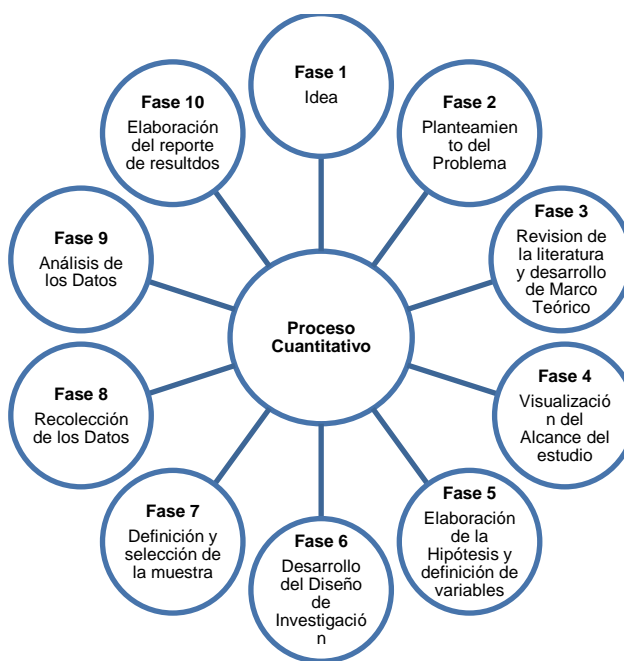 Fase 1
Idea
Fase 2
Planteamien
to del
Problema
Fase 3
Revision de
la literatura
y desarrollo
de Marco
Teórico
Fase 4
Visualizació
n del
Alcance del
estudio
Fase 5
Elaboración
de la
Hipótesis y
definición de
variables
Fase 6
Desarrollo
del Diseño
de
Investigació
n
Fase 7
Definición y
selección de
la muestra
Fase 8
Recolección
de los Datos
Fase 9
Análisis de
los Datos
Fase 10
Elaboración
del reporte
de resultdos
Proceso
Cuantitativo